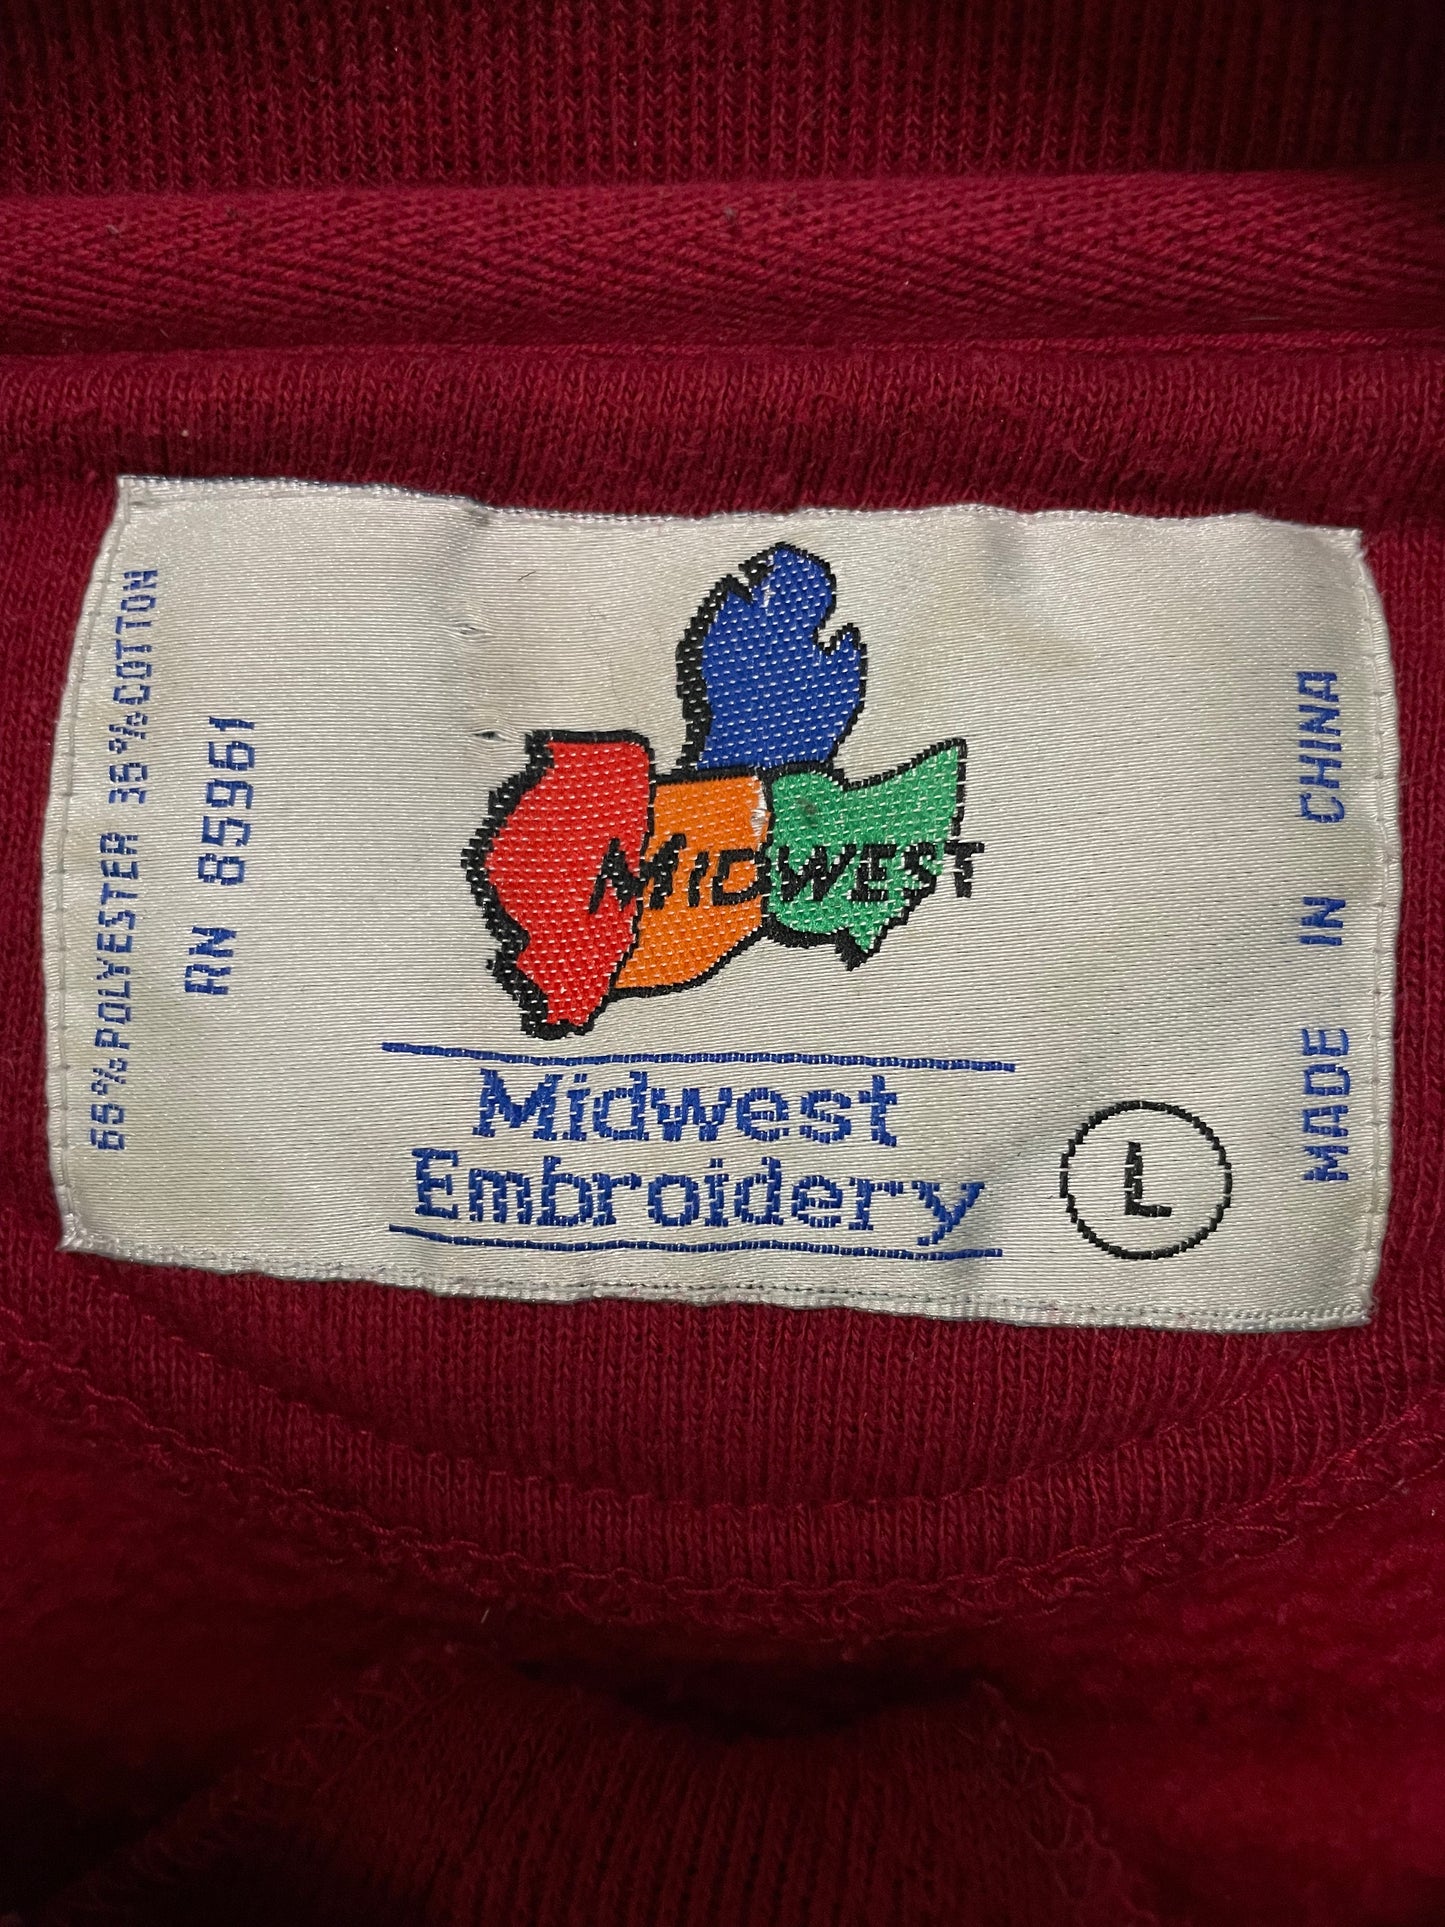 65% POLYESTER 35% COTTON
RN 85961
MIDWEST
Midwest
Embroidery
L
MADE IN CHINA